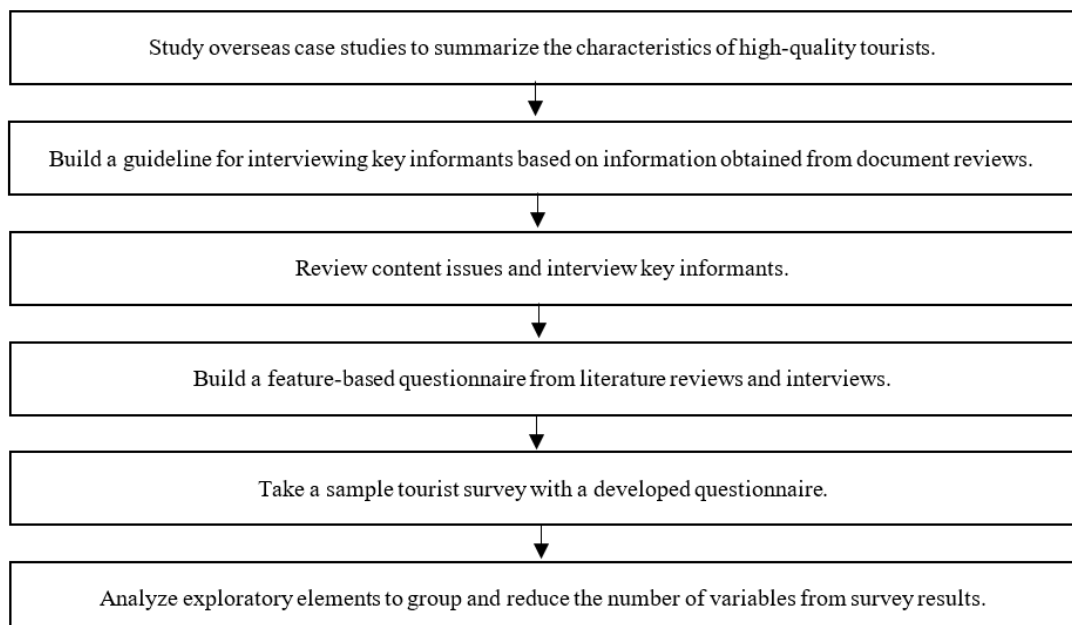 Study overseas case studies to summarize the characteristics of high-quality tourists.
Build a guideline for interviewing key informants based on information obtained from document reviews.
Review content issues and interview key informants.
Build a feature-based questionnaire from literature reviews and interviews.
Take a sample tourist survey with a developed questionnaire.
Analyze exploratory elements to group and reduce the number of variables from survey results.